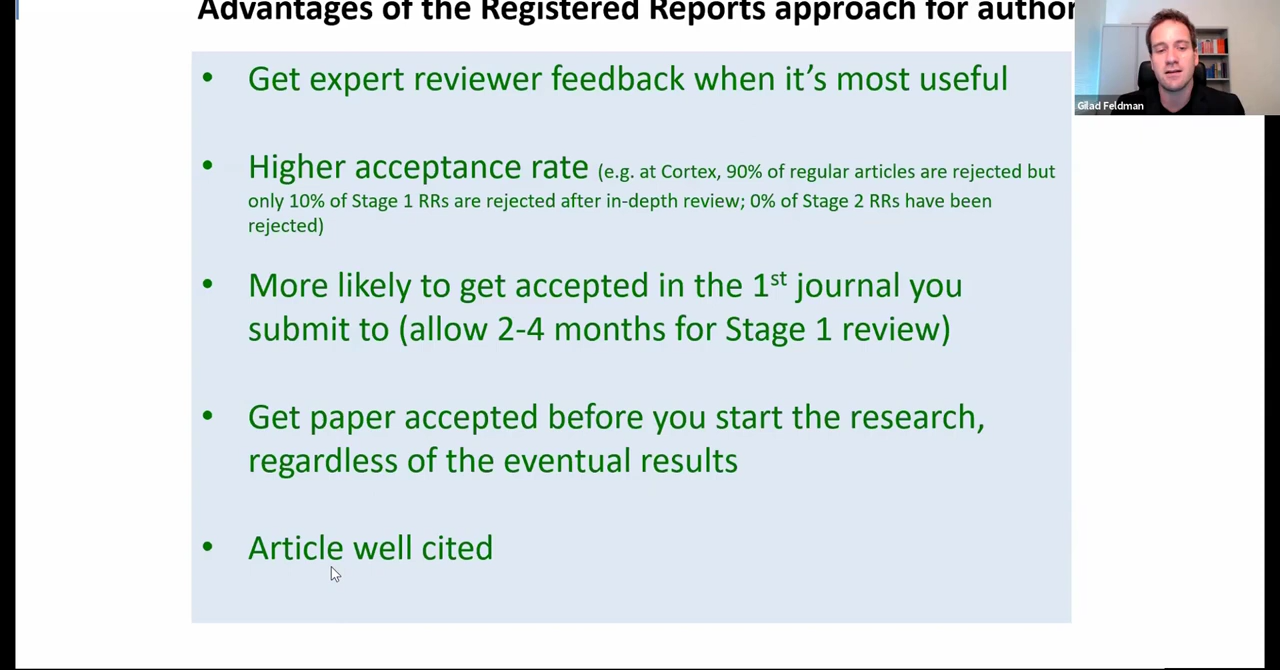 Advantages of the Registered Reports approach for author
Gilad Feldman
• Get expert reviewer feedback when it’s most useful
• Higher acceptance rate (e.g. at Cortex, 90% of regular articles are rejected but
only 10% of Stage 1 RRs are rejected after in-depth review; 0% of Stage 2 RRs have been
rejected)
• More likely to get accepted in the 1st journal you
submit to (allow 2-4 months for Stage 1 review)
• Get paper accepted before you start the research,
regardless of the eventual results
• Article well cited